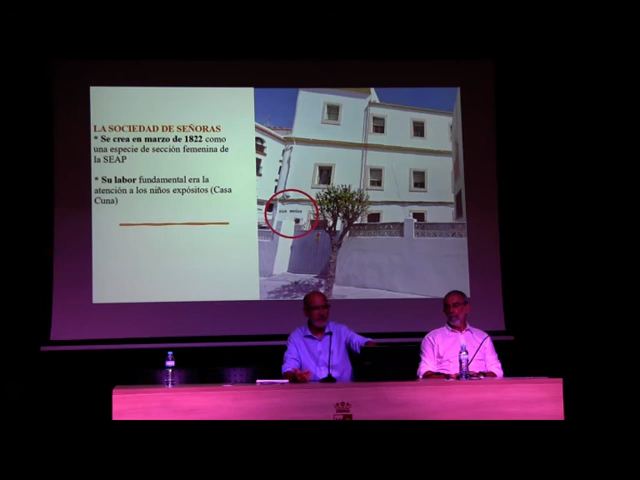 LA SOCIEDAD DE SEÑORAS
* Se crea en marzo de 1822 como
una especie de sección femenina de
la SEAP
* Su labor fundamental era la
atención a los niños expósitos (Casa
Cuna)